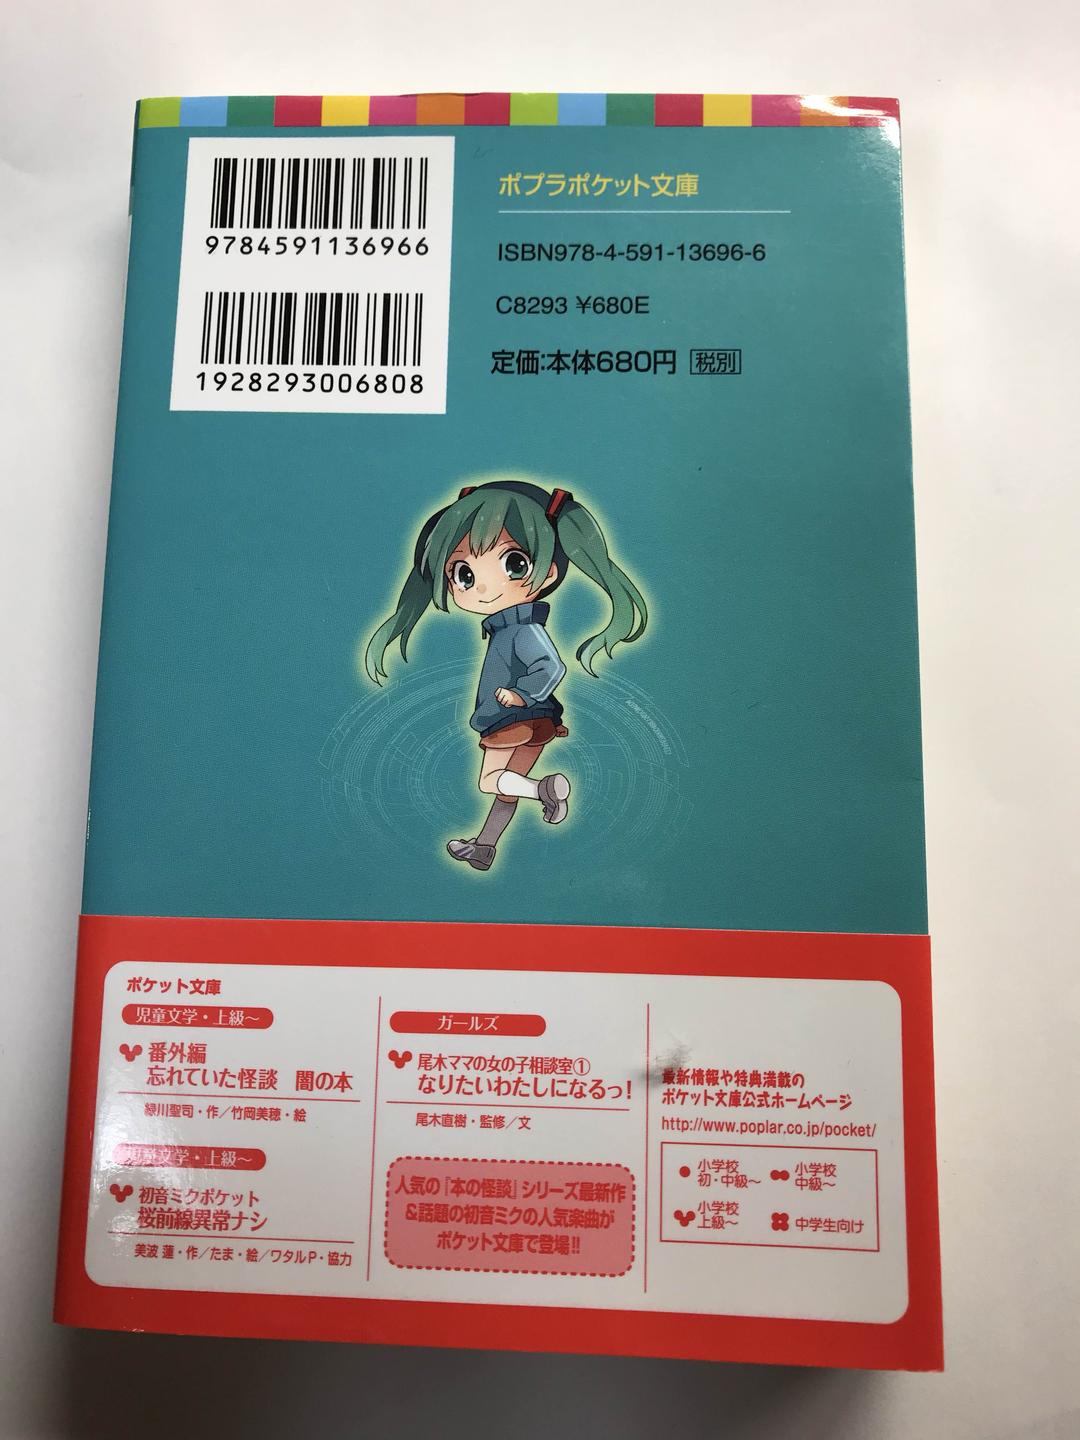 9784591136966
1928293006808
ポプラポケット文庫
ISBN978-4-591-13696-6
C8293 ¥680E
定価:本体680円 税別
ポケット文庫
児童文学・上級〜
番外編
忘れていた怪談 闇の本
緑川聖司・作/竹岡美穂・絵
児童文学・上級〜
初音ミクポケット
桜前線異常ナシ
美波 蓮・作/たま・絵/ワタルP・協力
ガールズ
尾木ママの女の子相談室①
なりたいわたしになるっ!
尾木直樹・監修/文
人気の『本の怪談』シリーズ最新作
&話題の初音ミクの人気楽曲が
ポケット文庫で登場!!
最新情報や特典満載の
ポケット文庫公式ホームページ
http://www.poplar.co.jp/pocket/
小学校
初・中級〜
小学校
中級〜
小学校
上級〜
中学生向け